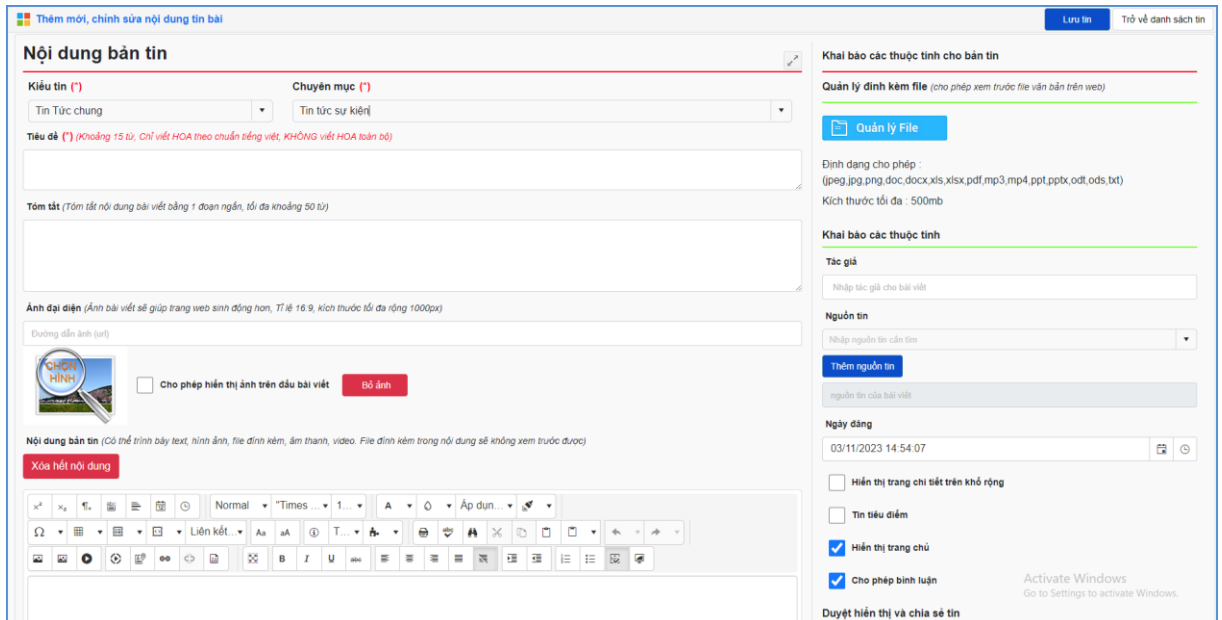 Thêm mới, chỉnh sửa nội dung tin bài
Lưu tin
Trở về danh sách tin
Nội dung bản tin
Kiểu tin (*)
Chuyên mục (*)
Tin Tức chung
Tin tức sự kiện
Tiêu đề (*) (Khoảng 15 từ, Chỉ viết HOA theo chuẩn tiếng việt, KHÔNG viết HOA toàn bộ)
Tóm tắt (Tóm tắt nội dung bài viết bằng 1 đoạn ngắn, tối đa khoảng 50 từ)
Ảnh đại diện (Ảnh bài viết sẽ giúp trang web sinh động hơn, Tỉ lệ 16:9, kích thước tối đa rộng 1000px)
Đường dẫn ảnh (url)
CHỌN
HÌNH
Cho phép hiển thị ảnh trên đầu bài viết
Bỏ ảnh
Nội dung bản tin (Có thể trình bày text, hình ảnh, file đính kèm, âm thanh, video. File đính kèm trong nội dung sẽ không xem trước được)
Xóa hết nội dung
Normal
"Times ...
1...
A
Áp dụn...
Liên kết...
Aa
aA
T...
abc
B I U abc
Khai báo các thuộc tính cho bản tin
Quản lý đính kèm file (cho phép xem trước file văn bản trên web)
Quản lý File
Định dạng cho phép :
(jpeg,jpg,png,doc,docx,xls,xlsx,pdf,mp3,mp4,ppt,pptx,odt,ods,txt)
Kích thước tối đa : 500mb
Khai báo các thuộc tính
Tác giả
Nhập tác giả cho bài viết
Nguồn tin
Nhập nguồn tin cần tìm
Thêm nguồn tin
nguồn tin của bài viết
Ngày đăng
03/11/2023 14:54:07
Hiển thị trang chi tiết trên khổ rộng
Tin tiêu điểm
Hiển thị trang chủ
Cho phép bình luận
Activate Windows
Go to Settings to activate Windows.
Duyệt hiển thị và chia sẻ tin